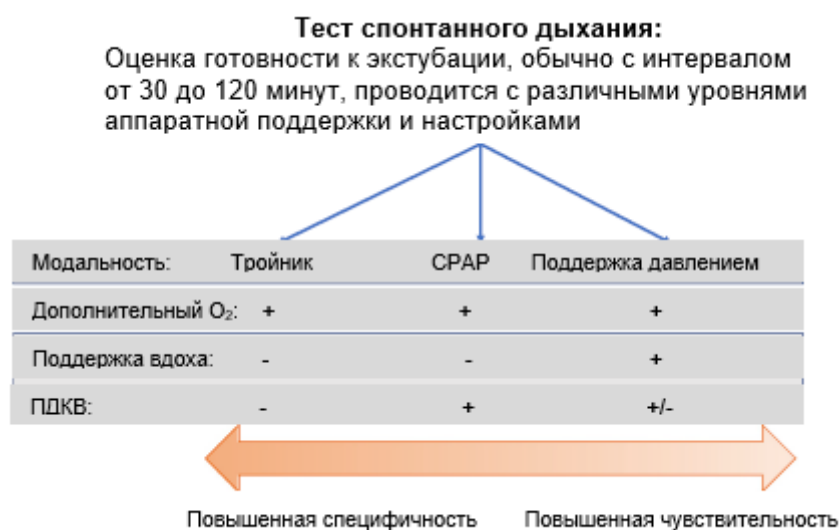 Тест спонтанного дыхания:
Оценка готовности к экстубации, обычно с интервалом
от 30 до 120 минут, проводится с различными уровнями
аппаратной поддержки и настройками
Модальность: Тройник CPAP Поддержка давлением
Дополнительный O₂: + + +
Поддержка вдоха: - - +
ПДКВ: - + +/-
Повышенная специфичность Повышенная чувствительность